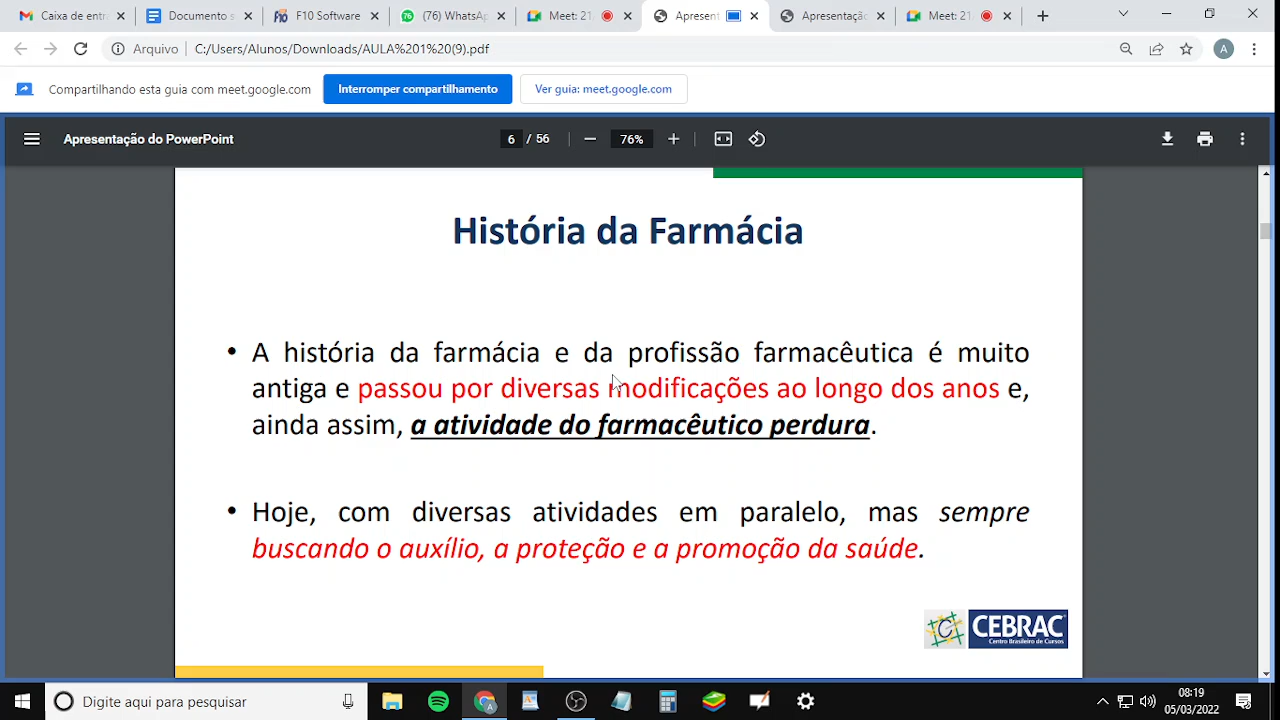 Caixa de entra
Documento s
F10 Software
(76) WhatsA
Meet: 21
Apresent
Apresentação
Meet: 21
Arquivo
C:/Users/Alunos/Downloads/AULA%201%20(9).pdf
A
Compartilhando esta guia com meet.google.com
Interromper compartilhamento
Ver guia: meet.google.com
Apresentação do PowerPoint
6 / 56
76%
História da Farmácia
• A história da farmácia e da profissão farmacêutica é muito
antiga e passou por diversas modificações ao longo dos anos e,
ainda assim, a atividade do farmacêutico perdura.
• Hoje, com diversas atividades em paralelo, mas sempre
buscando o auxílio, a proteção e a promoção da saúde.
C
CEBRAC
Centro Brasileiro de Cursos
Digite aqui para pesquisar
08:19
05/03/2022